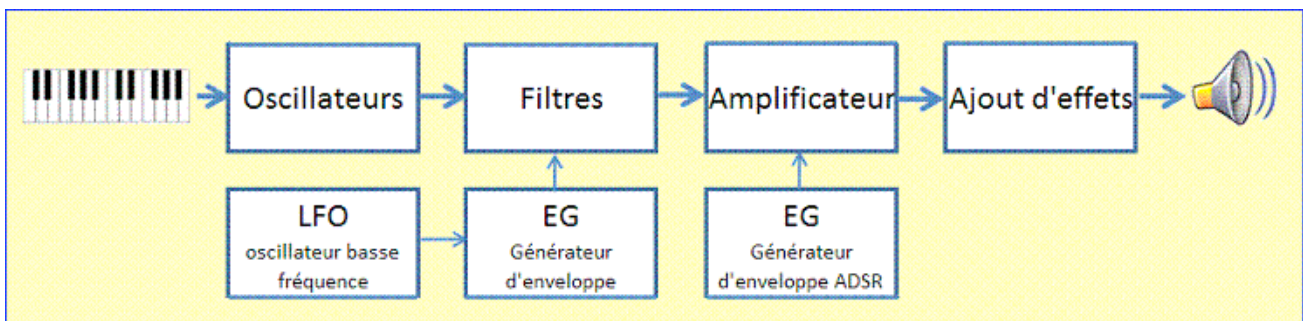 Oscillateurs
Filtres
Amplificateur
Ajout d'effets
LFO
oscillateur basse
fréquence
EG
Générateur
d'enveloppe
EG
Générateur
d'enveloppe ADSR